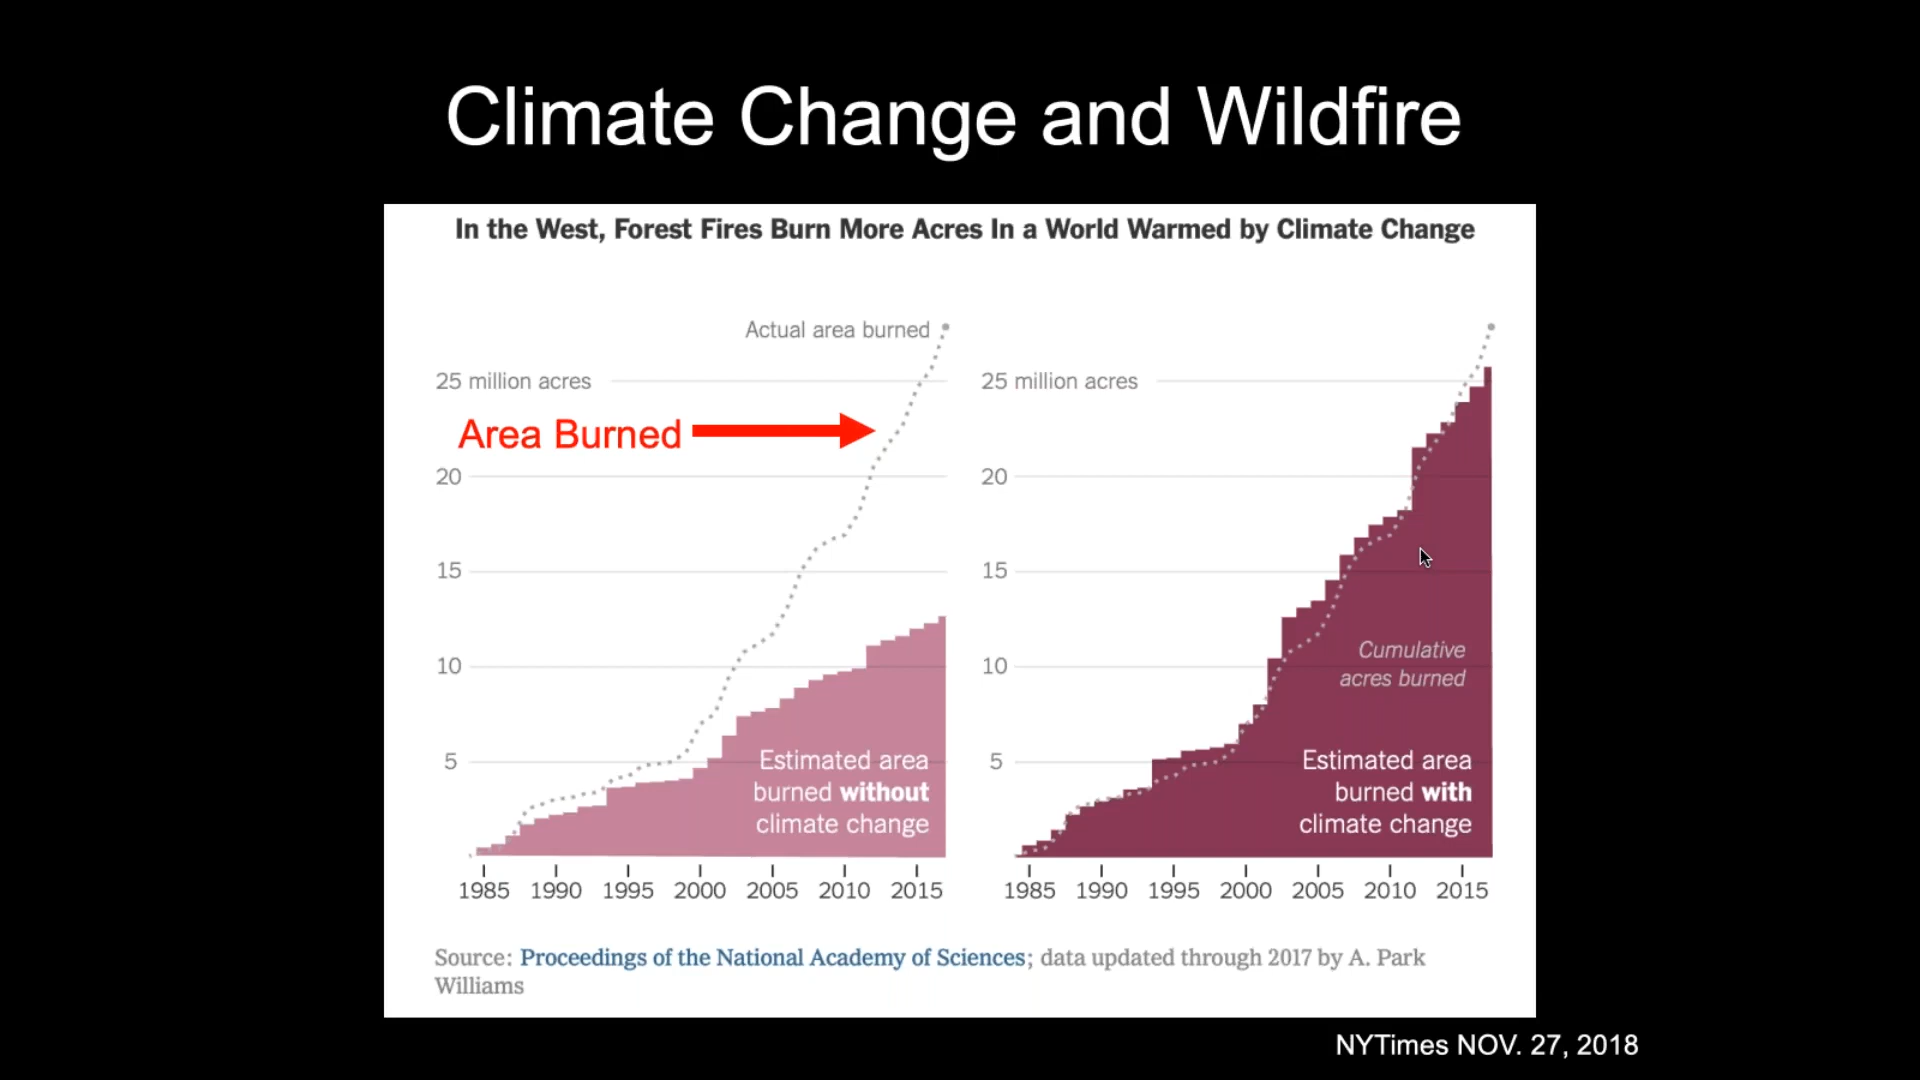 Climate Change and Wildfire
In the West, Forest Fires Burn More Acres In a World Warmed by Climate Change
Actual area burned
25 million acres
Area Burned
20
15
10
5
Estimated area
burned without
climate change
1985 1990 1995 2000 2005 2010 2015
25 million acres
20
15
10
5
Cumulative
acres burned
Estimated area
burned with
climate change
1985 1990 1995 2000 2005 2010 2015
Source: Proceedings of the National Academy of Sciences; data updated through 2017 by A. Park
Williams
NYTimes NOV. 27, 2018